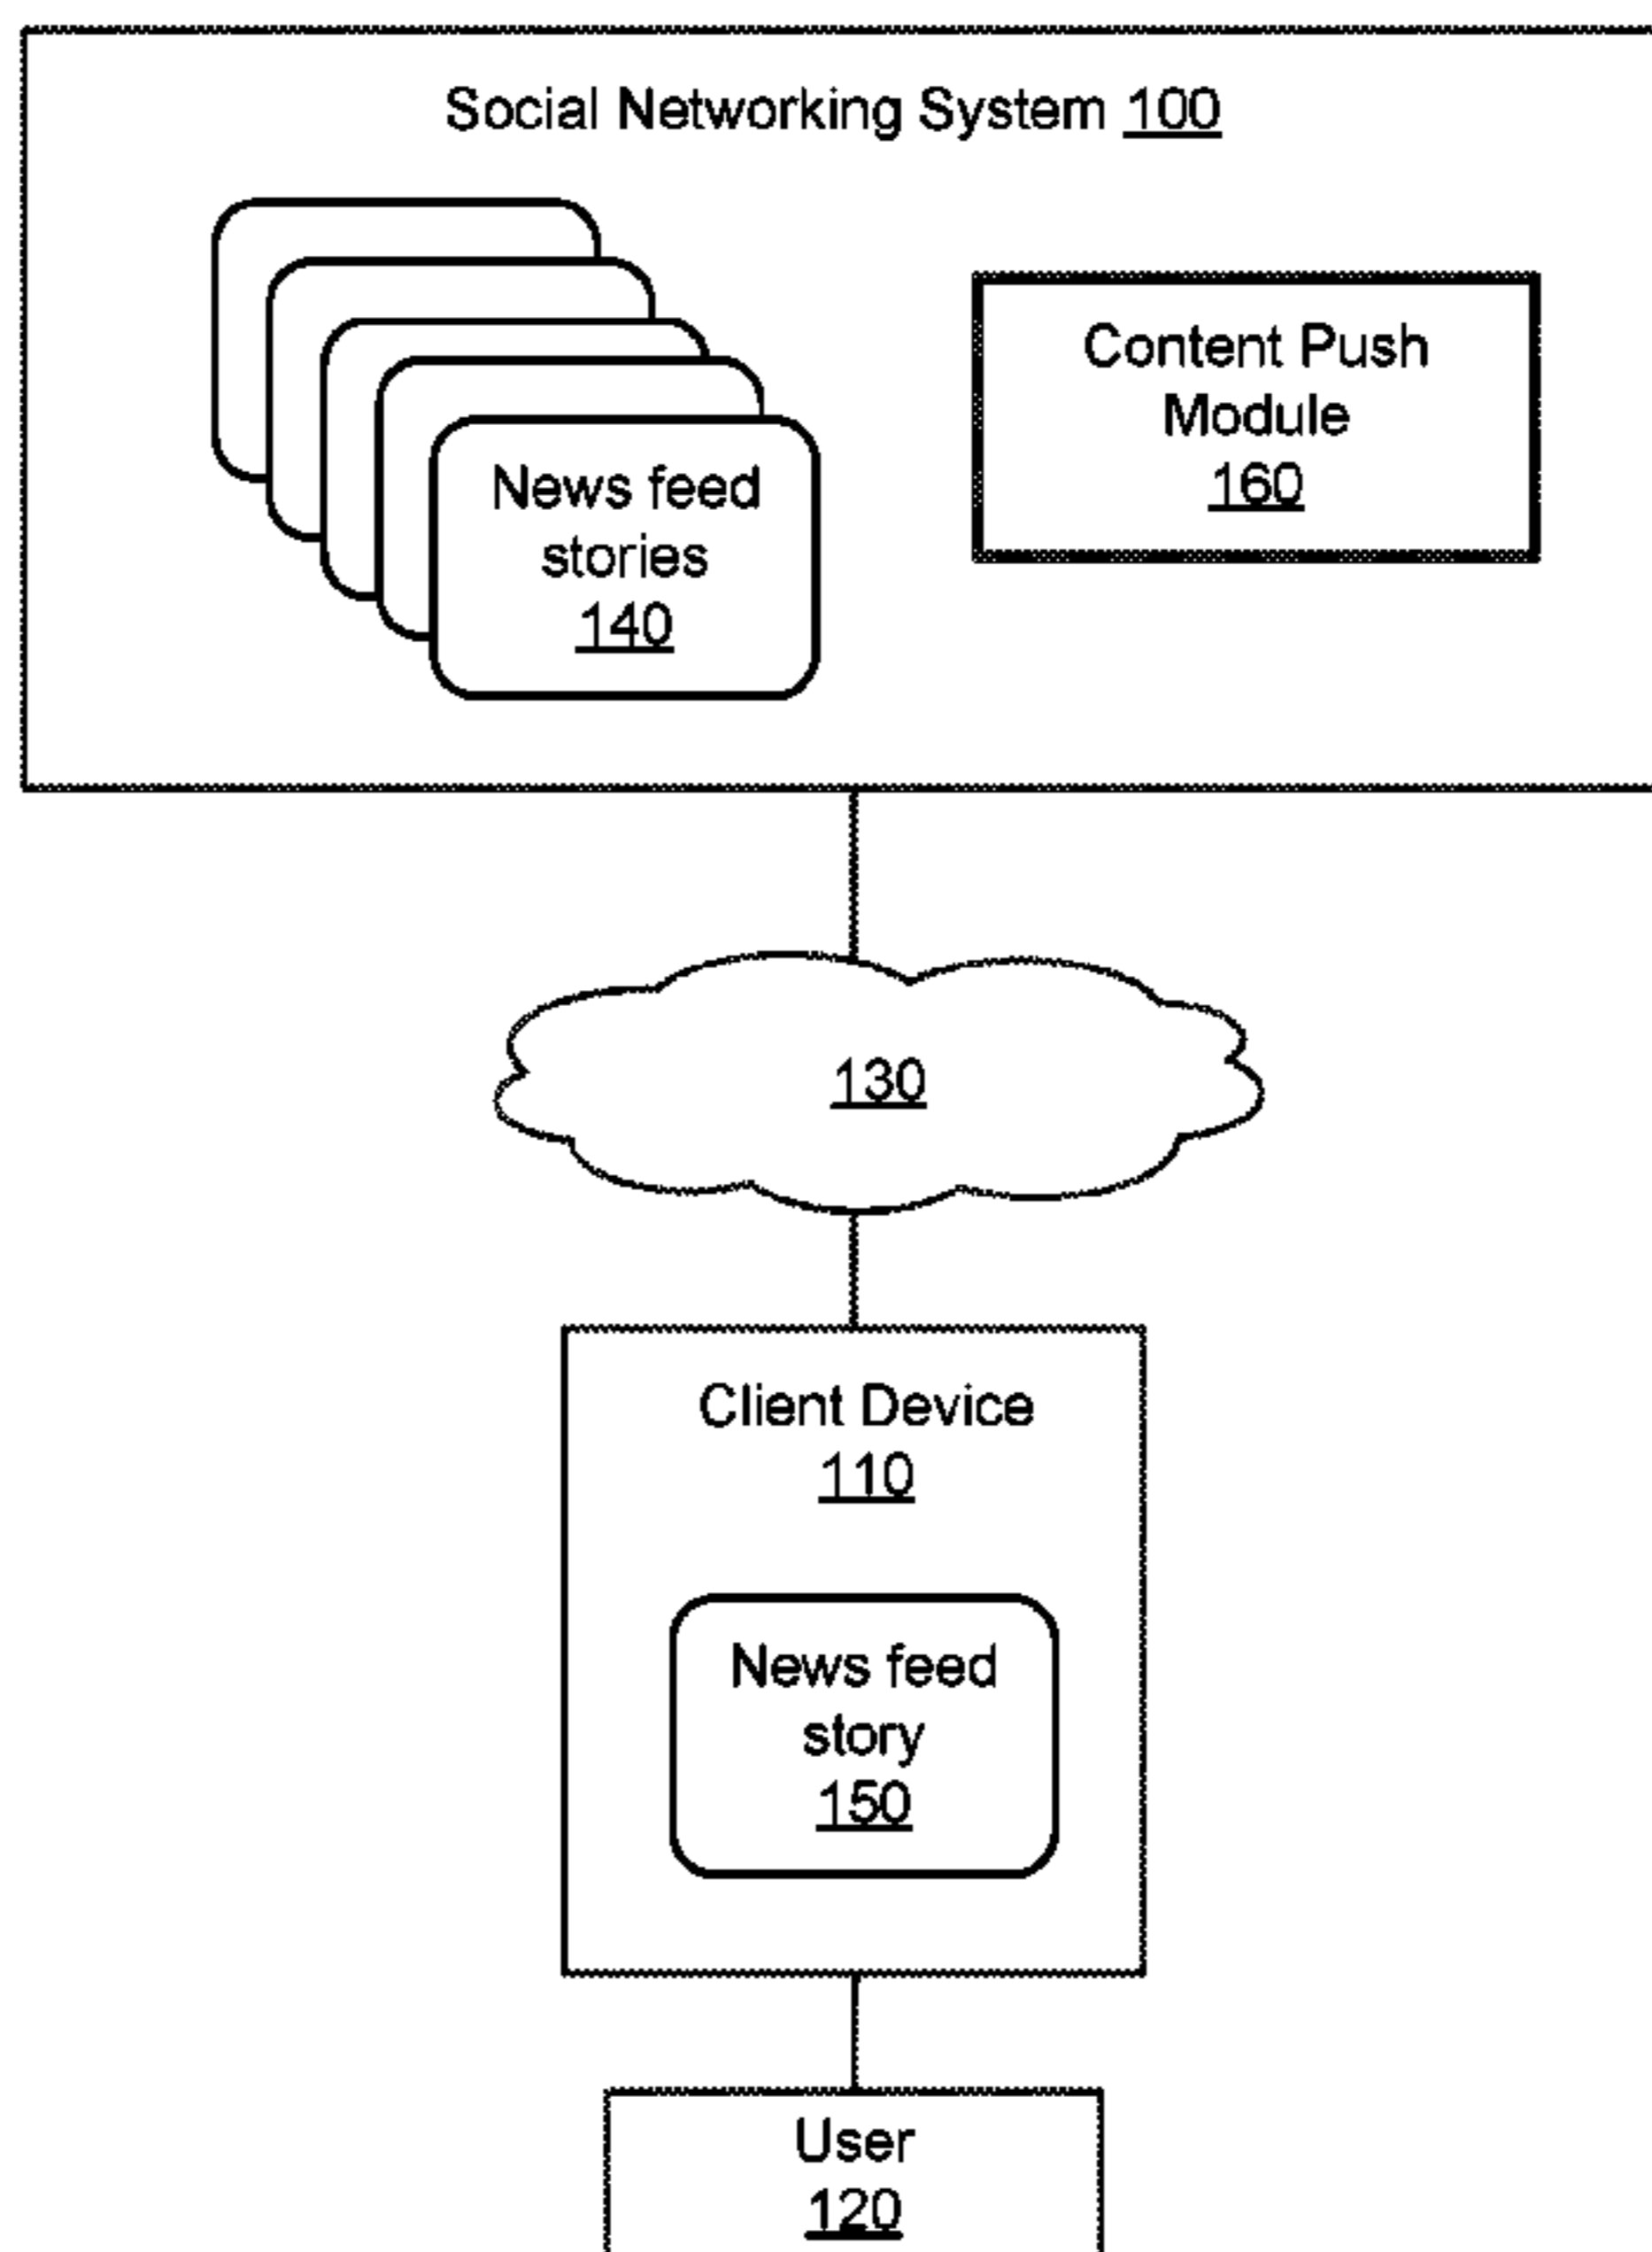 Social Networking System 100
News feed
stories
140
Content Push
Module
160
130
Client Device
110
News feed
story
150
User
120